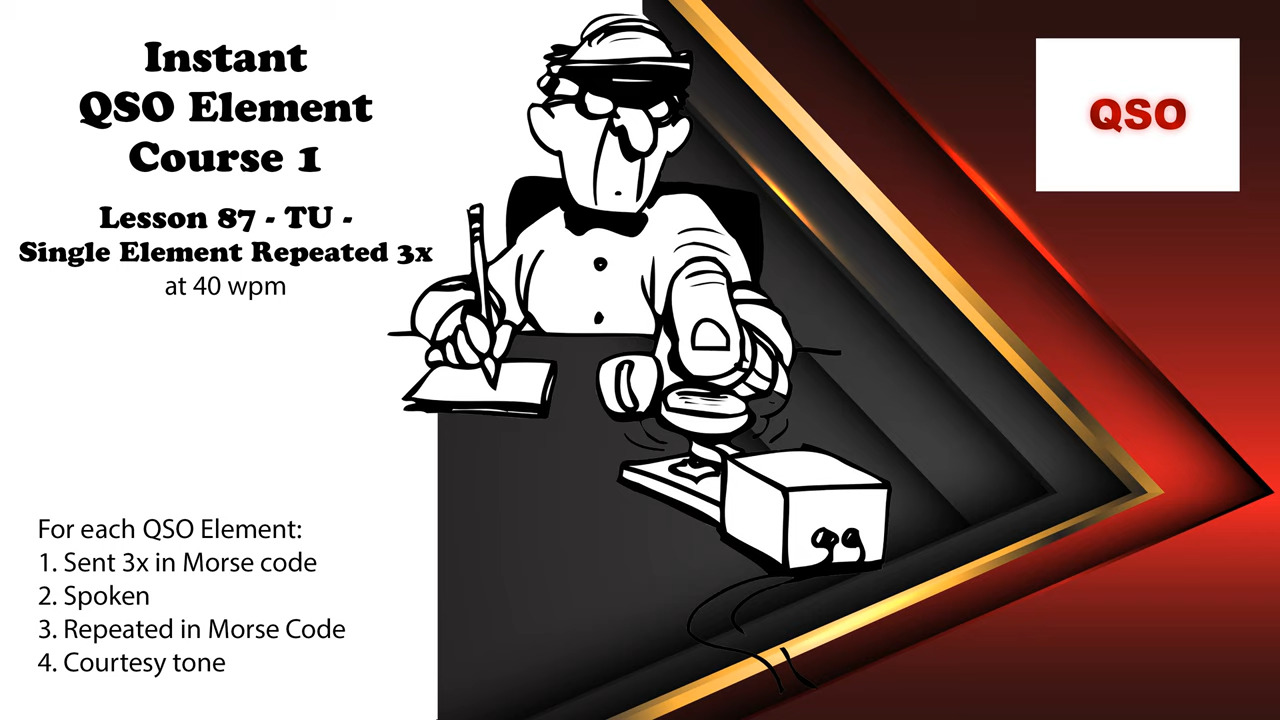 Instant
QSO Element
Course 1
Lesson 87 - TU -
Single Element Repeated 3x
at 40 wpm
QSO
For each QSO Element:
1. Sent 3x in Morse code
2. Spoken
3. Repeated in Morse Code
4. Courtesy tone